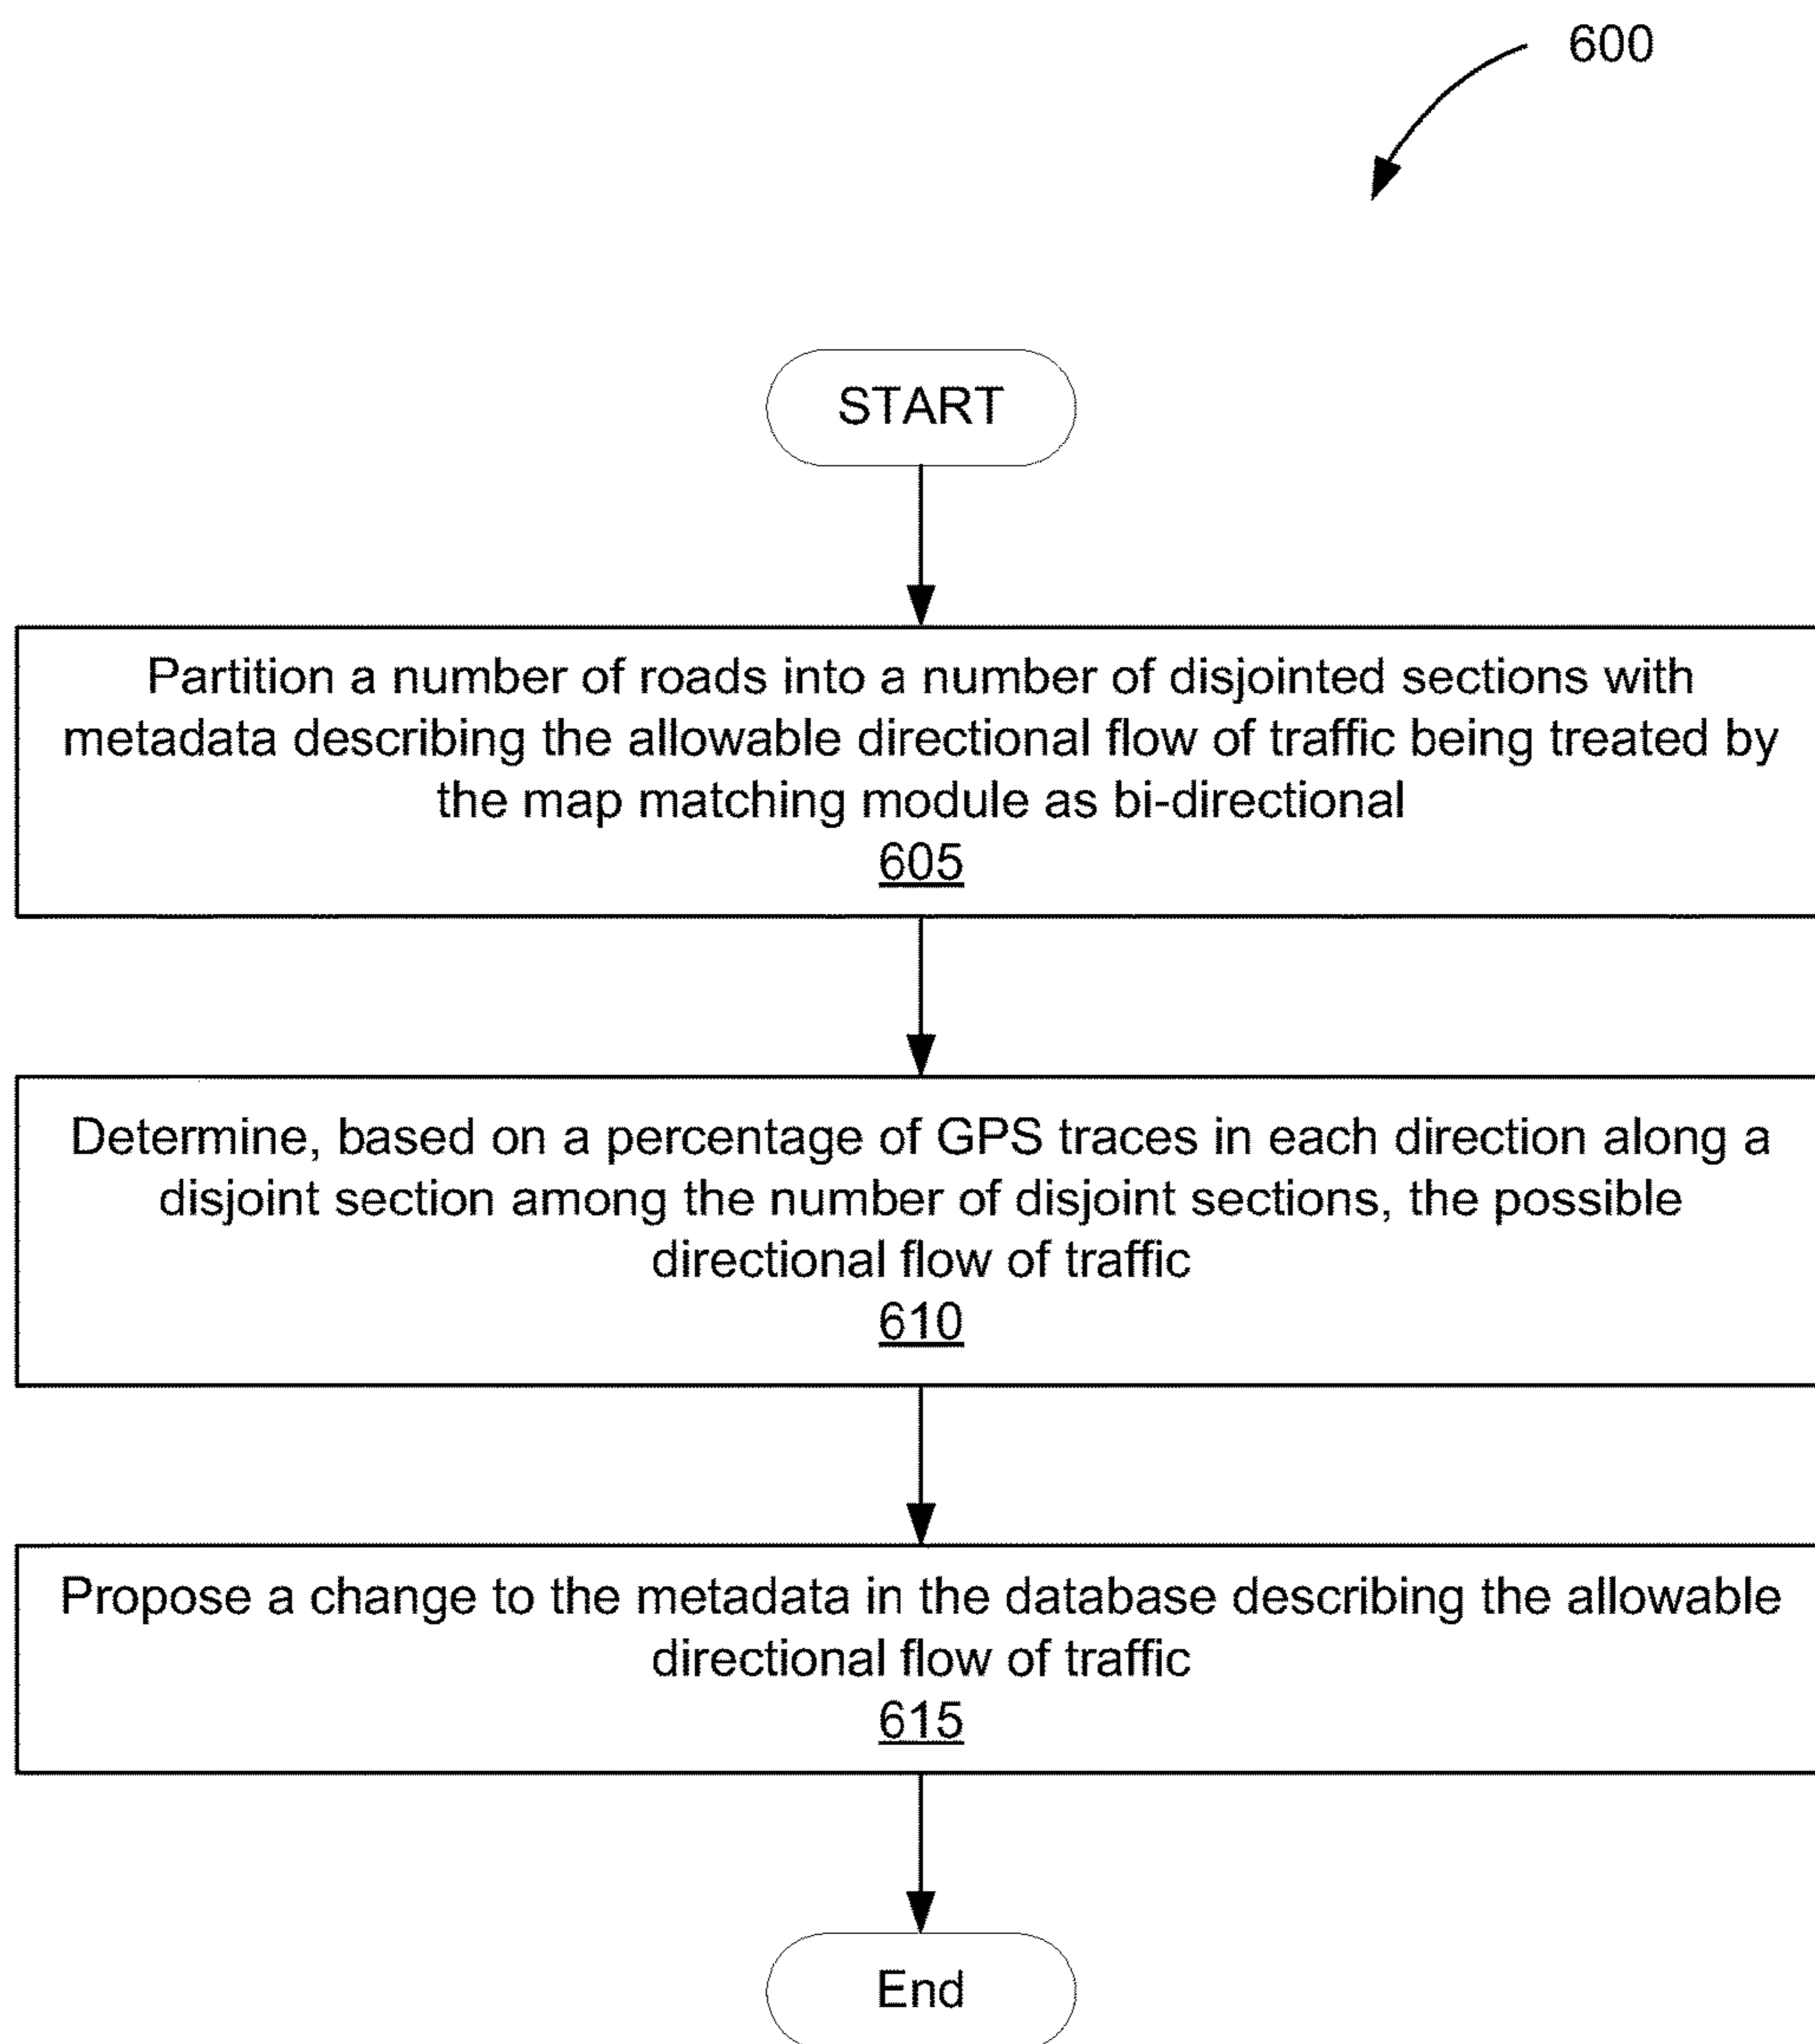 600
START
Partition a number of roads into a number of disjointed sections with
metadata describing the allowable directional flow of traffic being treated by
the map matching module as bi-directional
605
Determine, based on a percentage of GPS traces in each direction along a
disjoint section among the number of disjoint sections, the possible
directional flow of traffic
610
Propose a change to the metadata in the database describing the allowable
directional flow of traffic
615
End